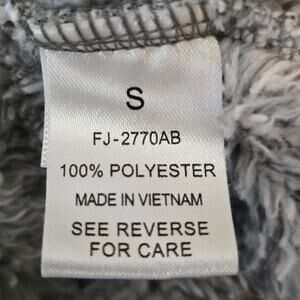 S
FJ-2770AB
100% POLYESTER
MADE IN VIETNAM
SEE REVERSE
FOR CARE